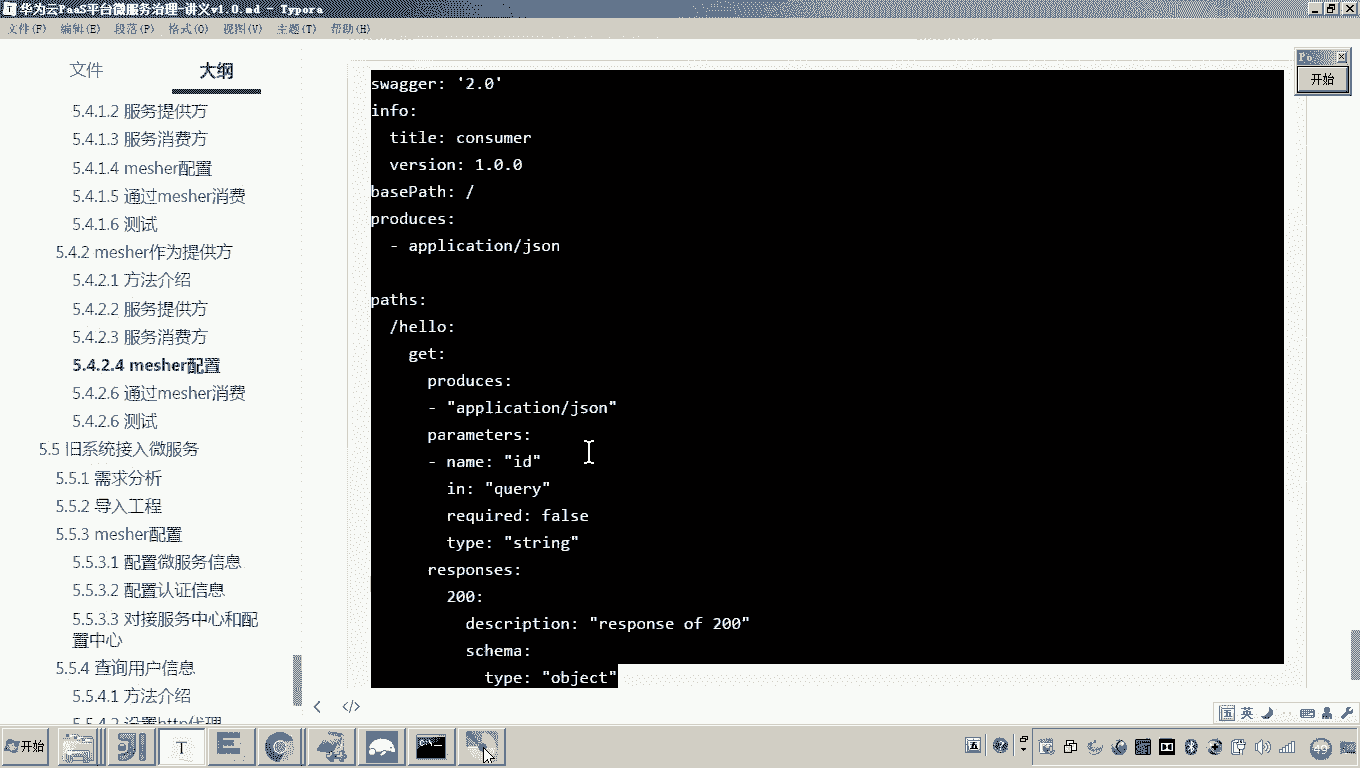 华为云PaaS平台微服务治理-讲义v1.0.md - Typora
文件(F) 编辑(E) 段落(P) 格式(O) 视图(V) 主题(T) 帮助(H)
文件 大纲
5.4.1.2 服务提供方
5.4.1.3 服务消费方
5.4.1.4 mesher配置
5.4.1.5 通过mesher消费
5.4.1.6 测试
5.4.2 mesher作为提供方
5.4.2.1 方法介绍
5.4.2.2 服务提供方
5.4.2.3 服务消费方
5.4.2.4 mesher配置
5.4.2.6 通过mesher消费
5.4.2.6 测试
5.5 旧系统接入微服务
5.5.1 需求分析
5.5.2 导入工程
5.5.3 mesher配置
5.5.3.1 配置微服务信息
5.5.3.2 配置认证信息
5.5.3.3 对接服务中心和配
置中心
5.5.4 查询用户信息
5.5.4.1 方法介绍
5.5.4.2 设置http代理
swagger: '2.0'
info:
title: consumer
version: 1.0.0
basePath: /
produces:
- application/json
paths:
/hello:
get:
produces:
- "application/json"
parameters:
- name: "id"
in: "query"
required: false
type: "string"
responses:
200:
description: "response of 200"
schema:
type: "object"
Po
开始
英
开始
T
49